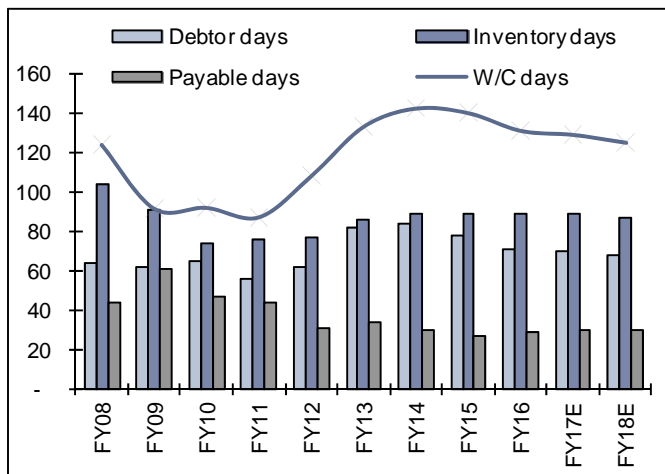 Debtor days
Inventory days
Payable days
W/C days
160
140
120
100
80
60
40
20
-
FY08
FY09
FY10
FY11
FY12
FY13
FY14
FY15
FY16
FY17E
FY18E